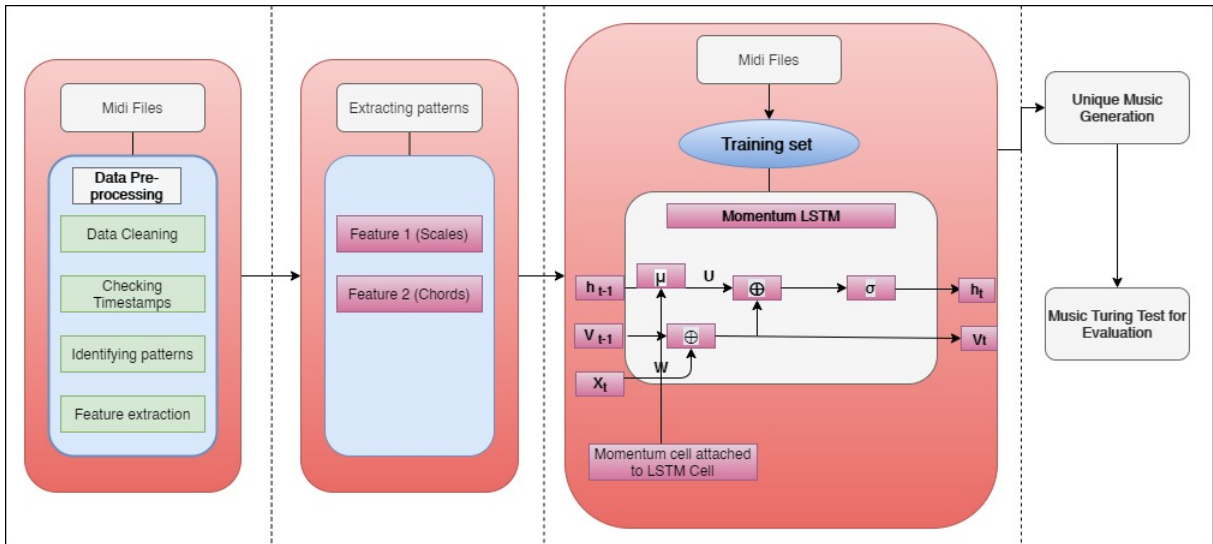 Midi Files
Data Pre-
processing
Data Cleaning
Checking
Timestamps
Identifying patterns
Feature extraction
Extracting patterns
Feature 1 (Scales)
Feature 2 (Chords)
Midi Files
Training set
Momentum LSTM
h t-1
μ
U
⊕
σ
ht
V t-1
⊕
Vt
W
Xt
Momentum cell attached
to LSTM Cell
Unique Music
Generation
Music Turing Test for
Evaluation